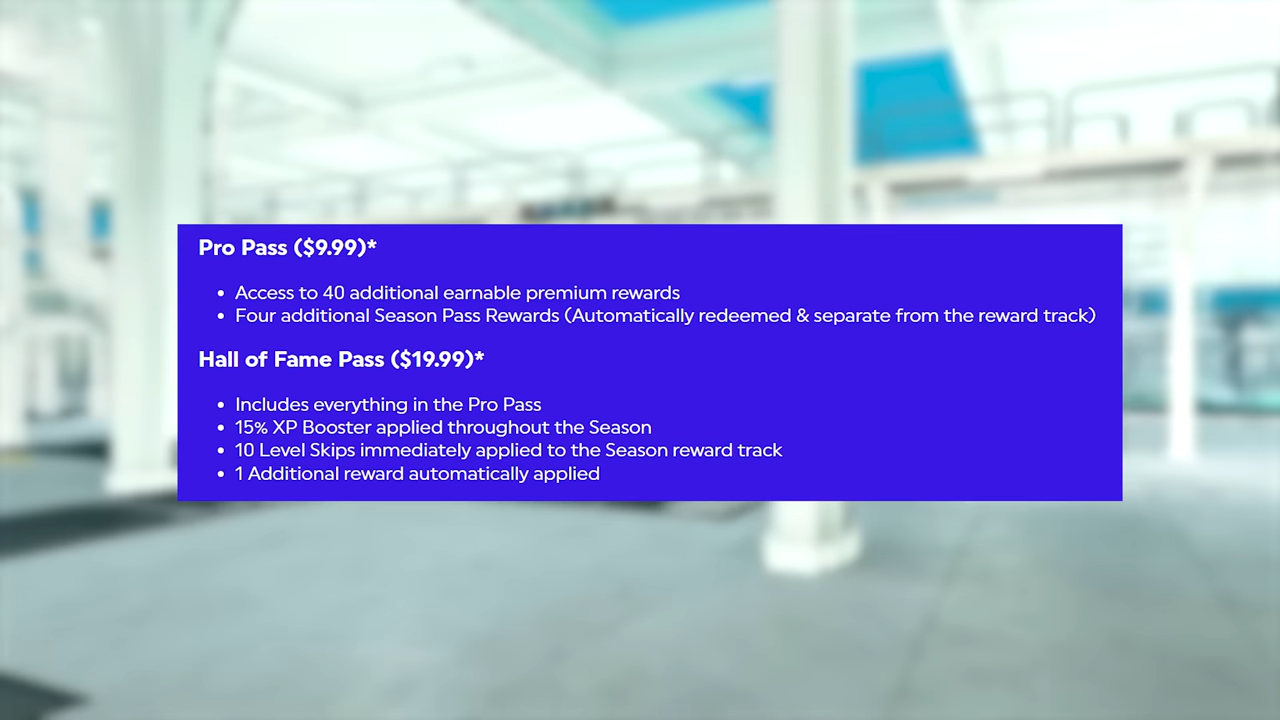 Pro Pass ($9.99)*
• Access to 40 additional earnable premium rewards
• Four additional Season Pass Rewards (Automatically redeemed & separate from the reward track)
Hall of Fame Pass ($19.99)*
• Includes everything in the Pro Pass
• 15% XP Booster applied throughout the Season
• 10 Level Skips immediately applied to the Season reward track
• 1 Additional reward automatically applied